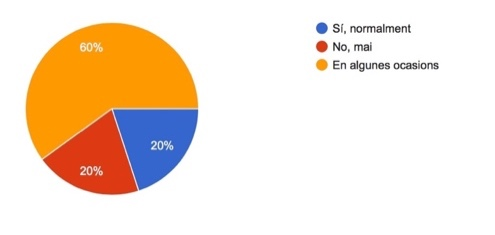 60%
20%
20%
Sí, normalment
No, mai
En algunes ocasions